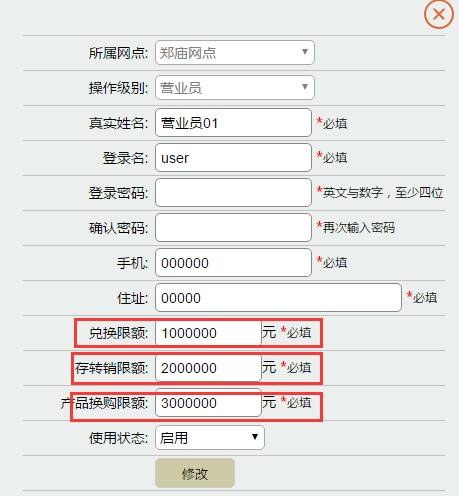 所属网点: 郑庙网点
操作级别: 营业员
真实姓名: 营业员01 *必填
登录名: user *必填
登录密码: *英文与数字，至少四位
确认密码: *再次输入密码
手机: 000000 *必填
住址: 00000 *必填
兑换限额: 1000000 元 *必填
存转销限额: 2000000 元 *必填
产品换购限额: 3000000 元 *必填
使用状态: 启用
修改